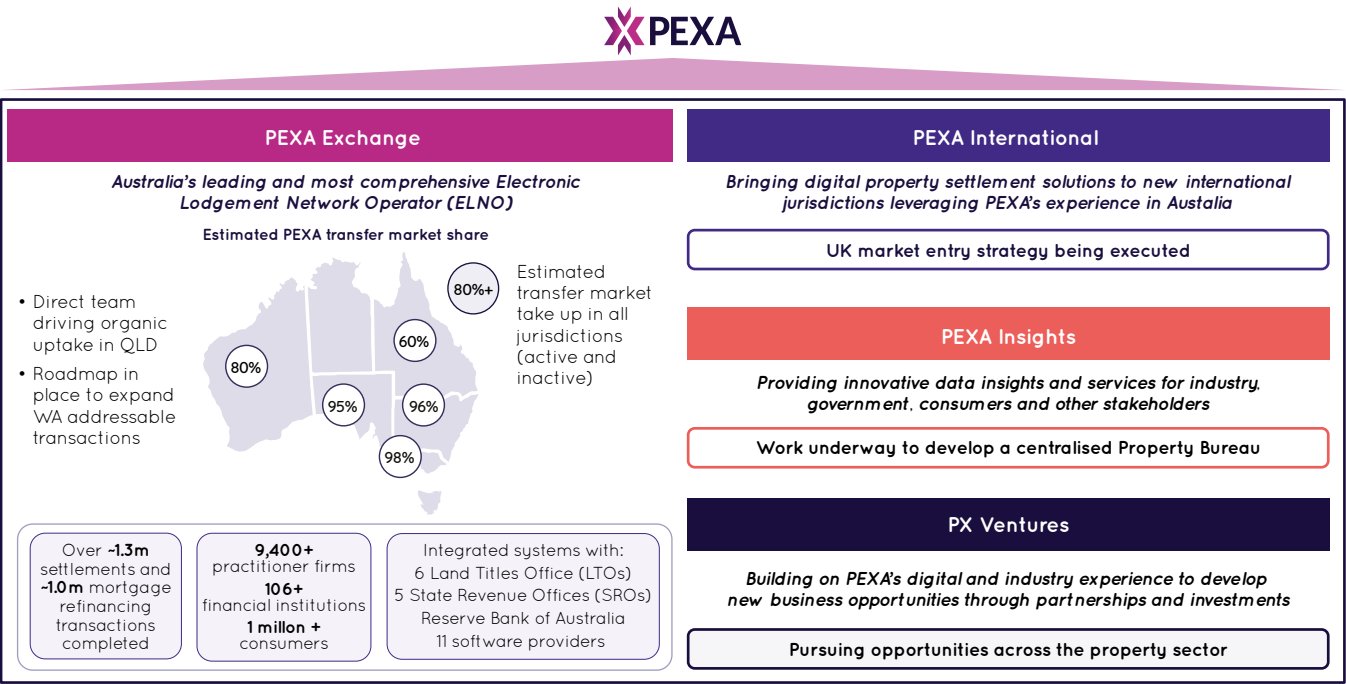 PEXA
PEXA Exchange
Australia's leading and most comprehensive Electronic
Lodgement Network Operator (ELNO)
Estimated PEXA transfer market share
• Direct team
driving organic
uptake in QLD
• Roadmap in
place to expand
WA addressable
transactions
80%
95%
60%
96%
98%
80%+
Estimated
transfer market
take up in all
jurisdictions
(active and
inactive)
Over ~1.3m
settlements and
~1.0m mortgage
refinancing
transactions
completed
9,400+
practitioner firms
106+
financial institutions
1 millon +
consumers
Integrated systems with:
6 Land Titles Office (LTOs)
5 State Revenue Offices (SROs)
Reserve Bank of Australia
11 software providers
PEXA International
Bringing digital property settlement solutions to new international
jurisdictions leveraging PEXA's experience in Austalia
UK market entry strategy being executed
PEXA Insights
Providing innovative data insights and services for industry,
government, consumers and other stakeholders
Work underway to develop a centralised Property Bureau
PX Ventures
Building on PEXA's digital and industry experience to develop
new business opportunities through partnerships and investments
Pursuing opportunities across the property sector